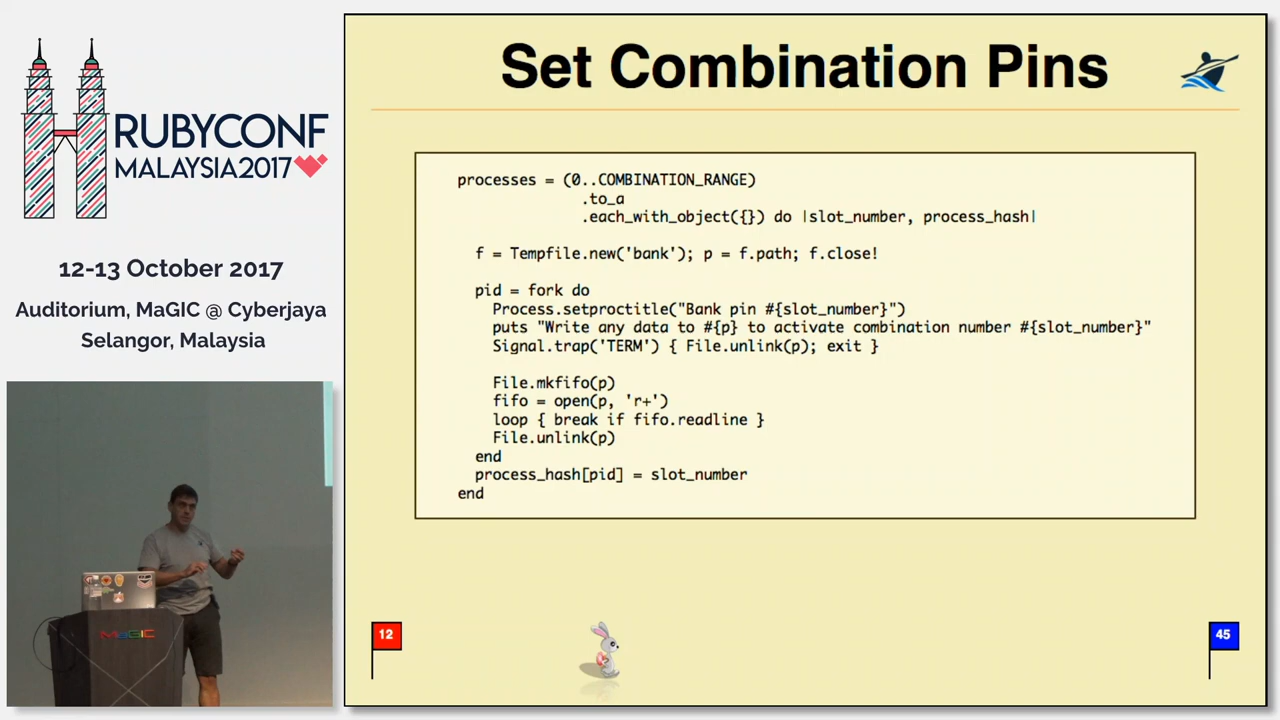 RUBYCONF
MALAYSIA2017
12-13 October 2017
Auditorium, MaGIC @ Cyberjaya
Selangor, Malaysia
MaGIC
Set Combination Pins
processes = (0..COMBINATION_RANGE)
.to_a
.each_with_object({}) do |slot_number, process_hash|
f = Tempfile.new('bank'); p = f.path; f.close!
pid = fork do
Process.setproctitle("Bank pin #{slot_number}")
puts "Write any data to #{p} to activate combination number #{slot_number}"
Signal.trap('TERM') { File.unlink(p); exit }
File.mkfifo(p)
fifo = open(p, 'r+')
loop { break if fifo.readline }
File.unlink(p)
end
process_hash[pid] = slot_number
end
12
45